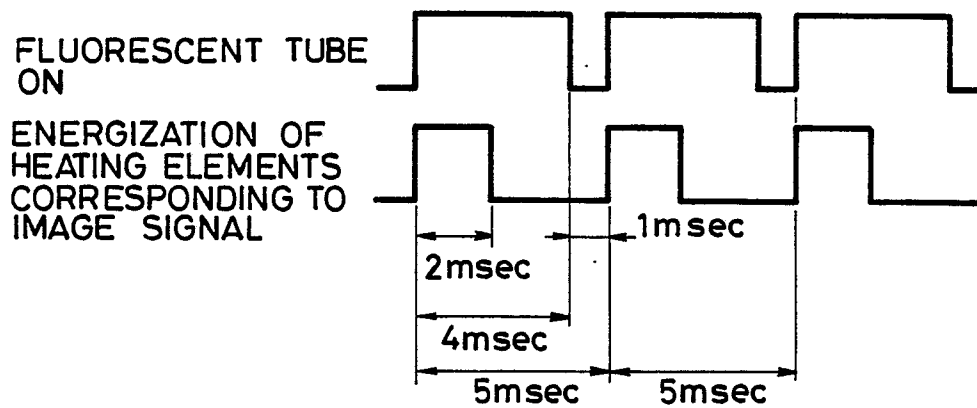 FLUORESCENT TUBE
ON
ENERGIZATION OF
HEATING ELEMENTS
CORRESPONDING TO
IMAGE SIGNAL
1msec
2msec
4msec
5msec 5msec